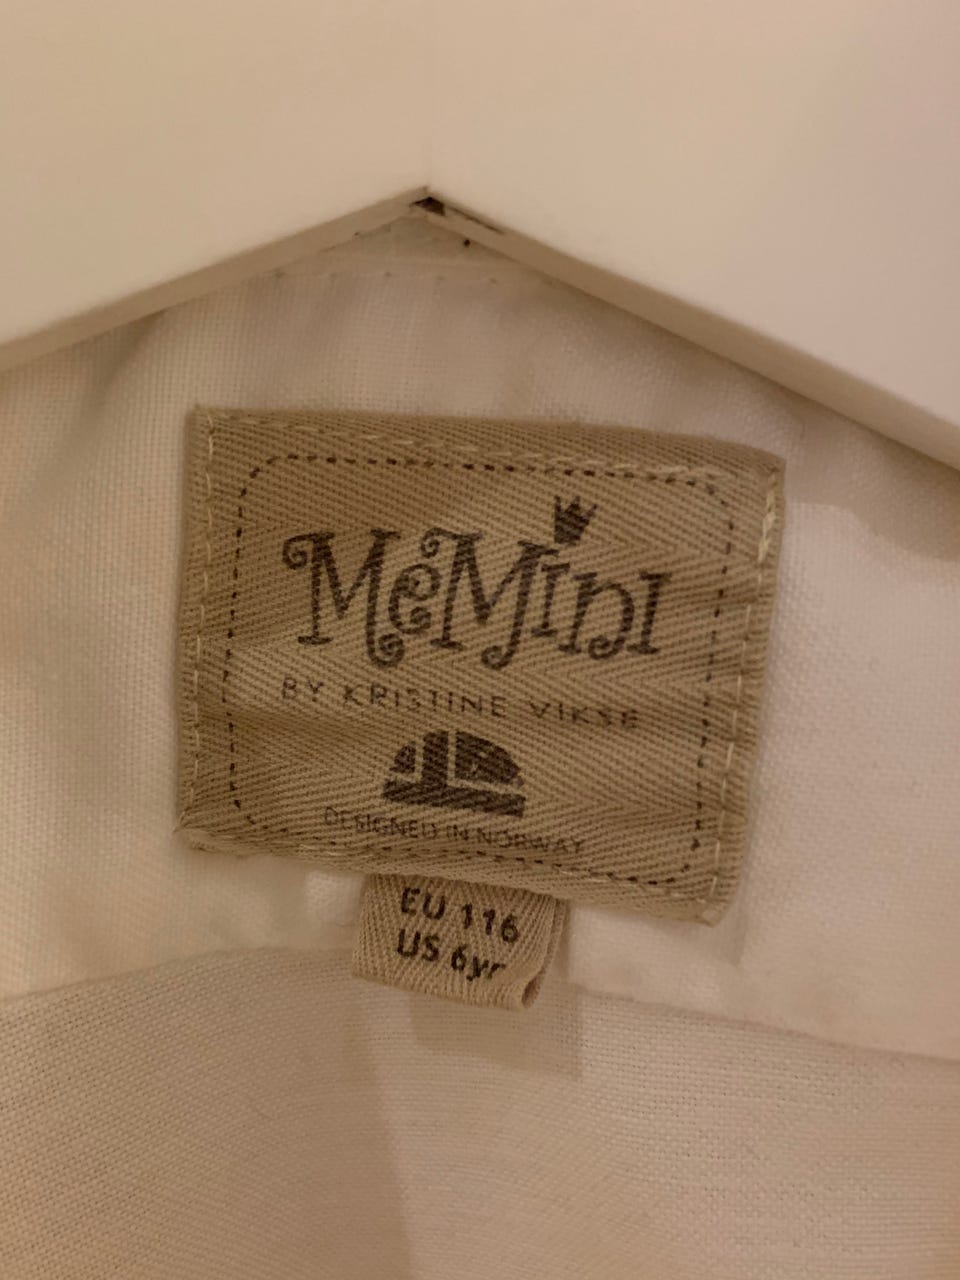 MeMini
BY KRISTINE VIKSE
DESIGNED IN NORWAY
EU 116
US 6yr